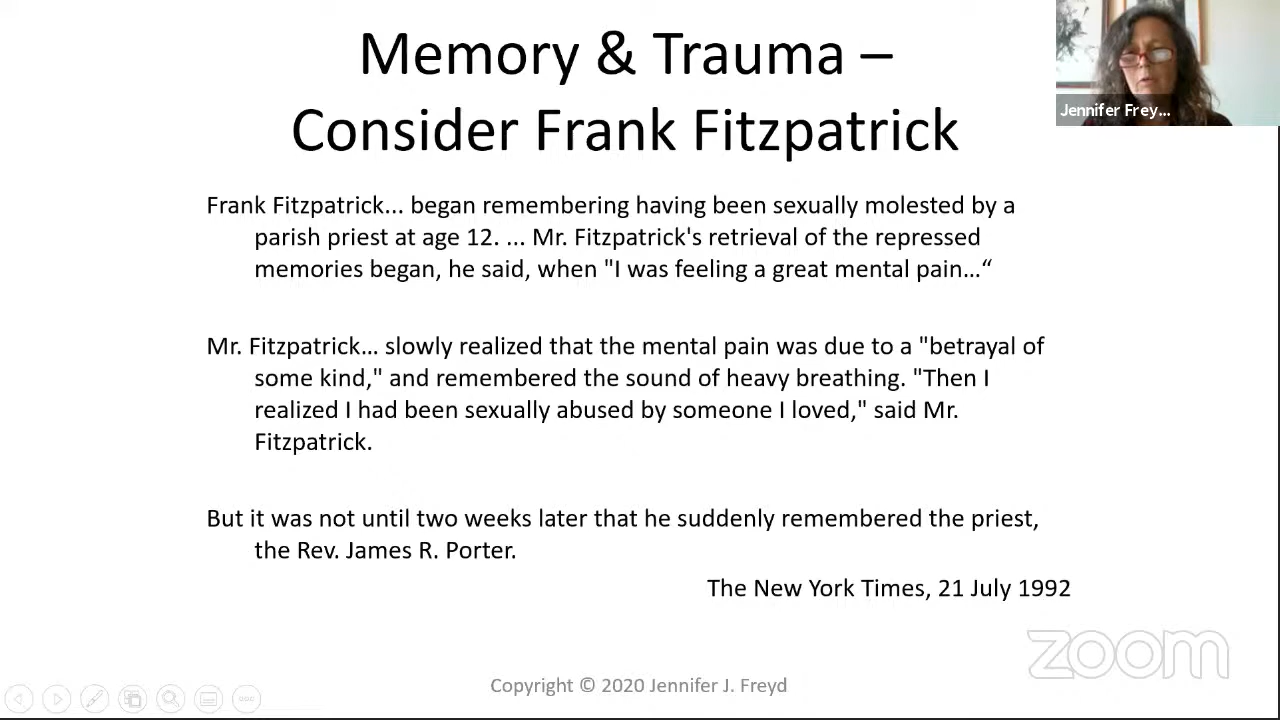 Memory & Trauma –
Consider Frank Fitzpatrick
Jennifer Frey...
Frank Fitzpatrick... began remembering having been sexually molested by a
parish priest at age 12. ... Mr. Fitzpatrick's retrieval of the repressed
memories began, he said, when "I was feeling a great mental pain…“
Mr. Fitzpatrick… slowly realized that the mental pain was due to a "betrayal of
some kind," and remembered the sound of heavy breathing. "Then I
realized I had been sexually abused by someone I loved," said Mr.
Fitzpatrick.
But it was not until two weeks later that he suddenly remembered the priest,
the Rev. James R. Porter.
The New York Times, 21 July 1992
zoom
Copyright © 2020 Jennifer J. Freyd